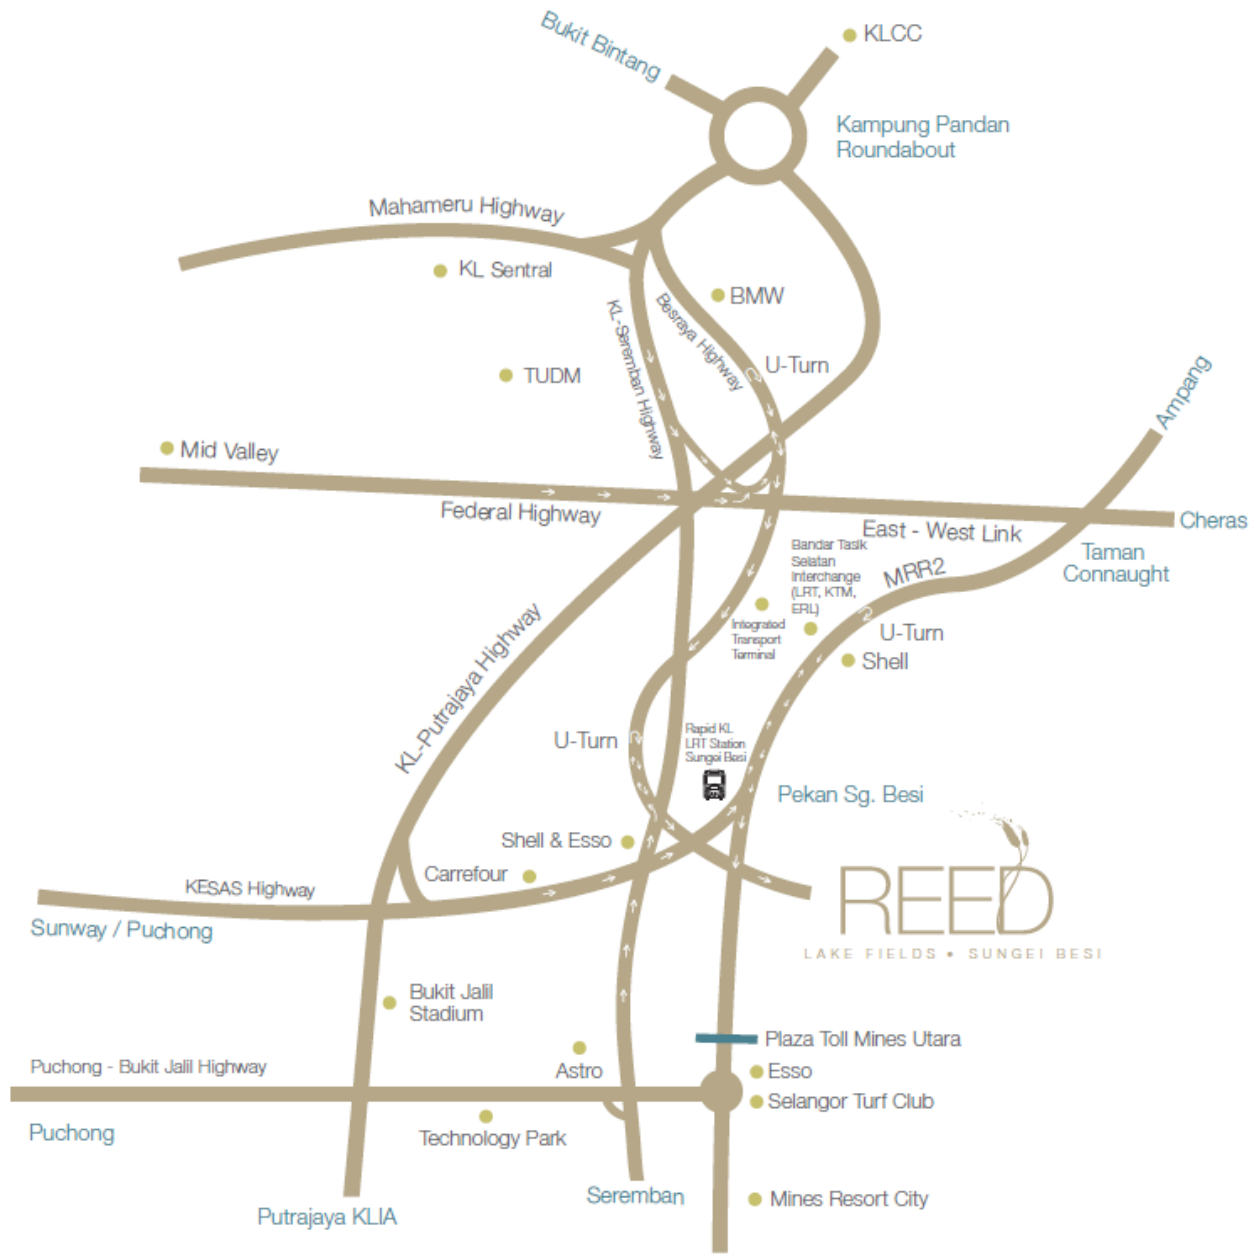 Bukit Bintang
KLCC
Kampung Pandan
Roundabout
Mahameru Highway
KL Sentral
BMW
KL-Seremban Highway
Besraya Highway
U-Turn
TUDM
Ampang
Mid Valley
Federal Highway
East - West Link
Cheras
Taman
Connaught
Bandar Tasik
Selatan
Interchange
(LRT, KTM,
ERL)
MRR2
Integrated
Transport
Terminal
U-Turn
Shell
KL-Putrajaya Highway
U-Turn
Rapid KL
LRT Station
Sungei Besi
Pekan Sg. Besi
Shell & Esso
Carrefour
KESAS Highway
Sunway / Puchong
REED
LAKE FIELDS • SUNGEI BESI
Bukit Jalil
Stadium
Plaza Toll Mines Utara
Puchong - Bukit Jalil Highway
Astro
Esso
Selangor Turf Club
Puchong
Technology Park
Seremban
Mines Resort City
Putrajaya KLIA